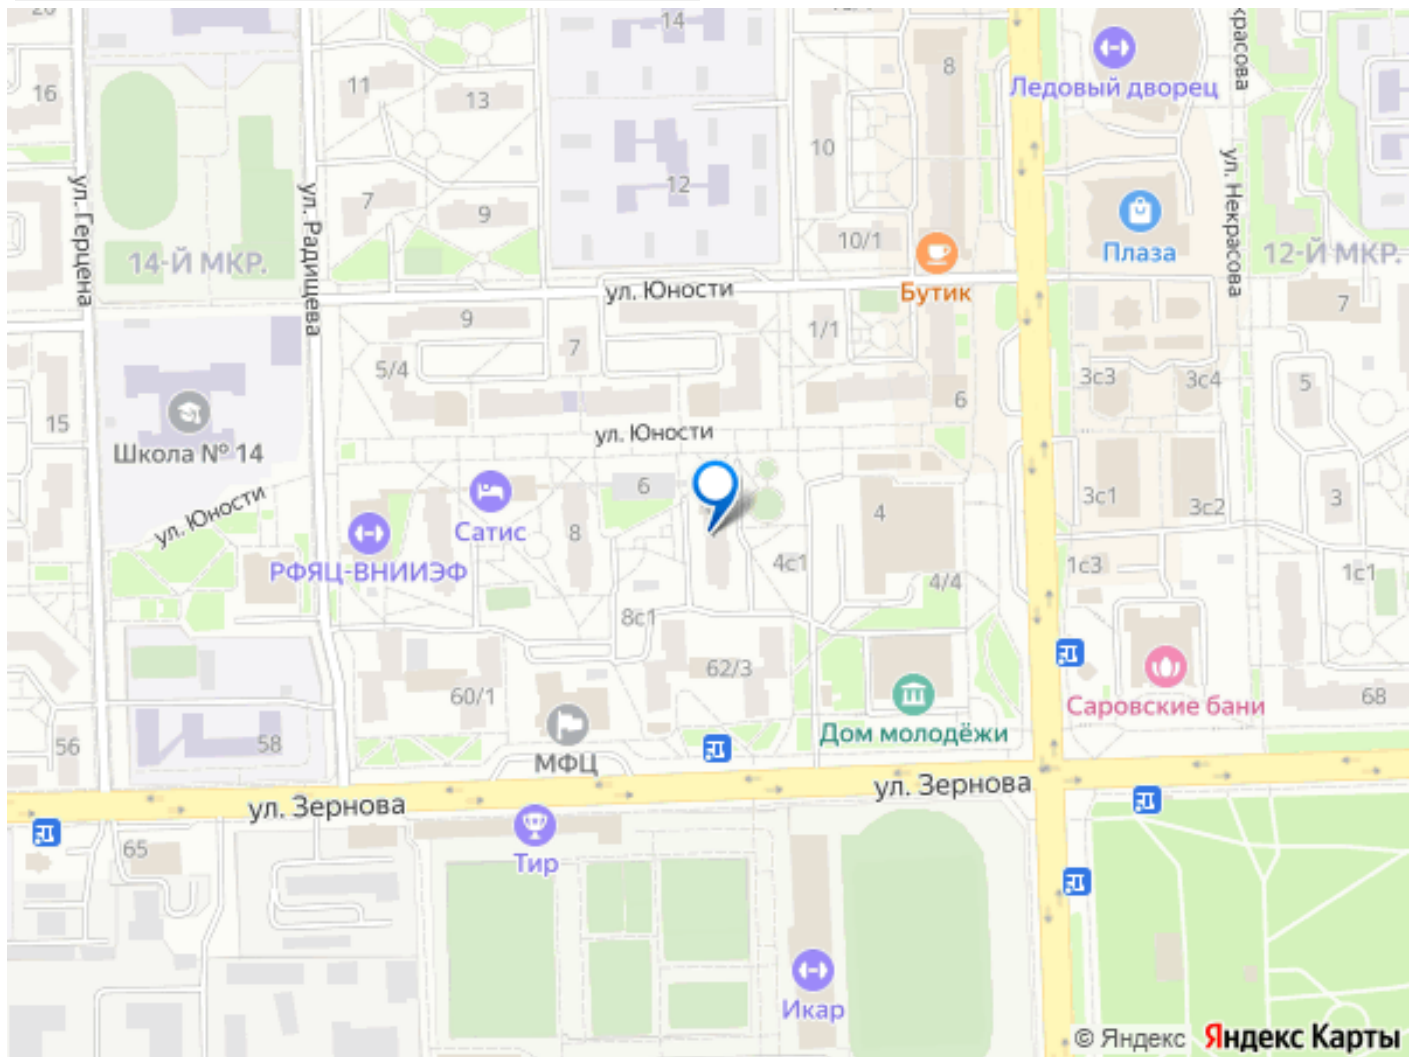 20
14
8
красова
Ледовый дворец
16
11
13
10
ул. Некрасова
12
7
9
ул. Герцена
ул. Радищева
10/1
Плаза
12-Й МКР.
14-Й МКР.
ул. Юности
Бутик
7
9
1/1
7
5/4
3с3
3с4
5
6
15
Школа № 14
ул. Юности
ул. Юности
6
3с1
3с2
3
Сатис
8
4
РФЯЦ-ВНИИЭФ
4с1
4/4
1с3
1с1
8с1
62/3
60/1
68
Саровские бани
56
58
МФЦ
Дом молодёжи
ул. Зернова
ул. Зернова
65
Тир
Икар
© Яндекс Яндекс Карты